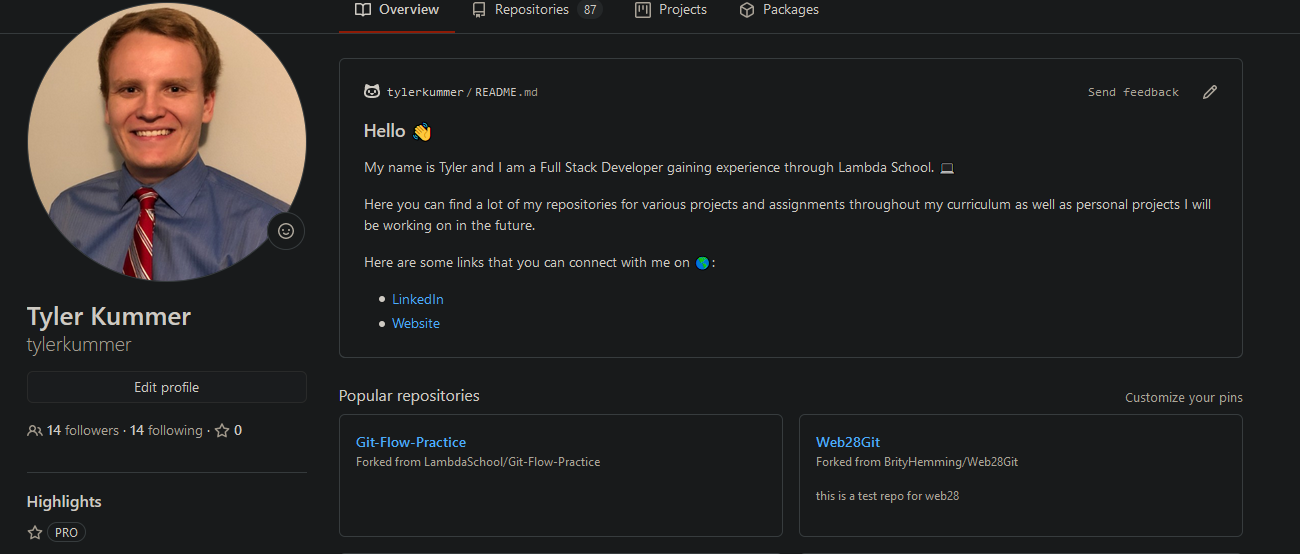 Overview
Repositories 87
Projects
Packages
tylerkummer/README.md
Send feedback
Hello 👋
My name is Tyler and I am a Full Stack Developer gaining experience through Lambda School. 💻
Here you can find a lot of my repositories for various projects and assignments throughout my curriculum as well as personal projects I will
be working on in the future.
Here are some links that you can connect with me on 🌎:
LinkedIn
Website
Tyler Kummer
tylerkummer
Edit profile
14 followers · 14 following · 0
Highlights
PRO
Popular repositories
Customize your pins
Git-Flow-Practice
Forked from LambdaSchool/Git-Flow-Practice
Web28Git
Forked from BrityHemming/Web28Git
this is a test repo for web28